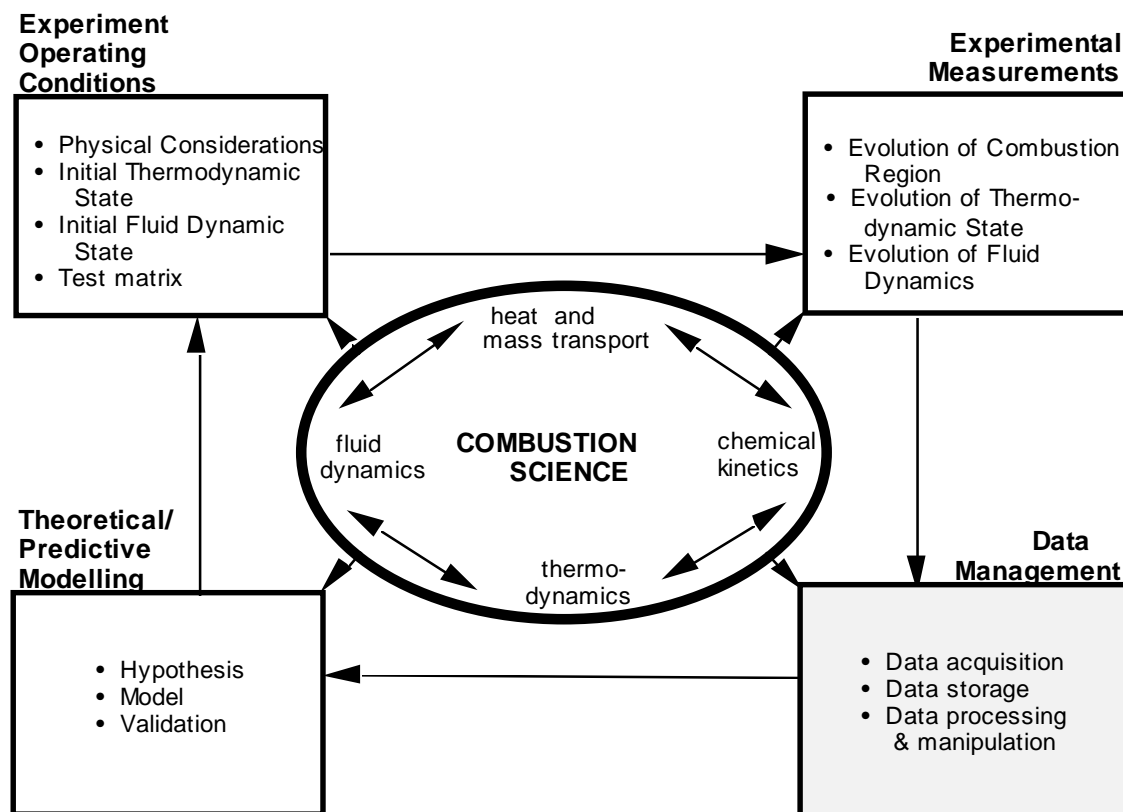 Experiment
Operating
Conditions
• Physical Considerations
• Initial Thermodynamic
State
• Initial Fluid Dynamic
State
• Test matrix
Experimental
Measurements
• Evolution of Combustion
Region
• Evolution of Thermo-
dynamic State
• Evolution of Fluid
Dynamics
heat and
mass transport
fluid
dynamics
COMBUSTION
SCIENCE
chemical
kinetics
thermo-
dynamics
Theoretical/
Predictive
Modelling
• Hypothesis
• Model
• Validation
Data
Management
• Data acquisition
• Data storage
• Data processing
& manipulation